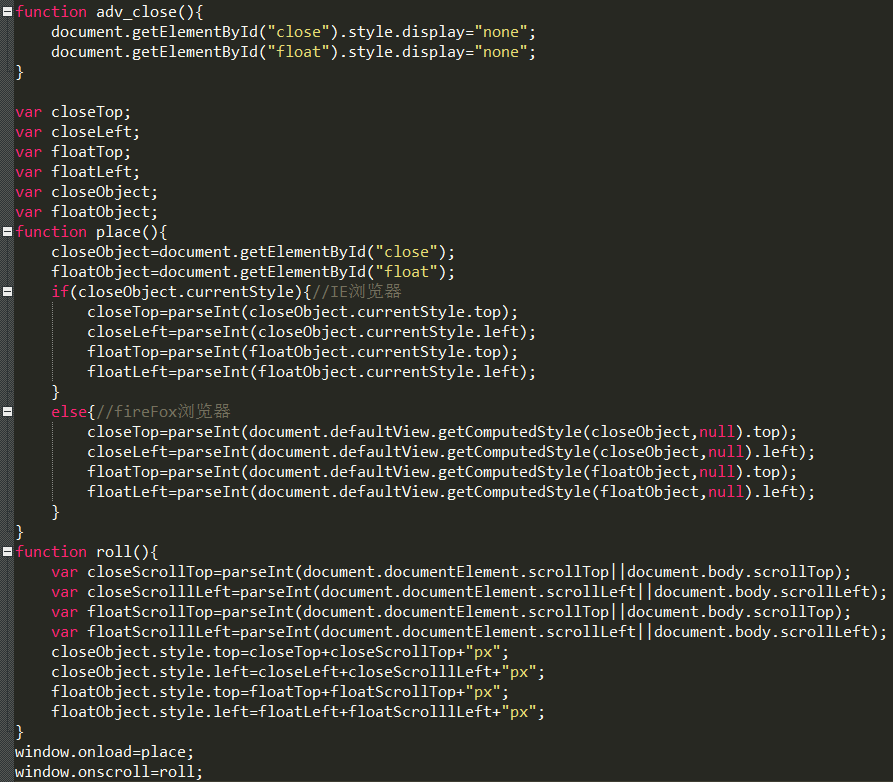 function adv_close(){
    document.getElementById("close").style.display="none";
    document.getElementById("float").style.display="none";
}

var closeTop;
var closeLeft;
var floatTop;
var floatLeft;
var closeObject;
var floatObject;
function place(){
    closeObject=document.getElementById("close");
    floatObject=document.getElementById("float");
    if(closeObject.currentStyle){//IE浏览器
        closeTop=parseInt(closeObject.currentStyle.top);
        closeLeft=parseInt(closeObject.currentStyle.left);
        floatTop=parseInt(floatObject.currentStyle.top);
        floatLeft=parseInt(floatObject.currentStyle.left);
    }
    else{//fireFox浏览器
        closeTop=parseInt(document.defaultView.getComputedStyle(closeObject,null).top);
        closeLeft=parseInt(document.defaultView.getComputedStyle(closeObject,null).left);
        floatTop=parseInt(document.defaultView.getComputedStyle(floatObject,null).top);
        floatLeft=parseInt(document.defaultView.getComputedStyle(floatObject,null).left);
    }
}
function roll(){
    var closeScrollTop=parseInt(document.documentElement.scrollTop||document.body.scrollTop);
    var closeScrolllLeft=parseInt(document.documentElement.scrollLeft||document.body.scrollLeft);
    var floatScrollTop=parseInt(document.documentElement.scrollTop||document.body.scrollTop);
    var floatScrolllLeft=parseInt(document.documentElement.scrollLeft||document.body.scrollLeft);
    closeObject.style.top=closeTop+closeScrollTop+"px";
    closeObject.style.left=closeLeft+closeScrolllLeft+"px";
    floatObject.style.top=floatTop+floatScrollTop+"px";
    floatObject.style.left=floatLeft+floatScrolllLeft+"px";
}
window.onload=place;
window.onscroll=roll;